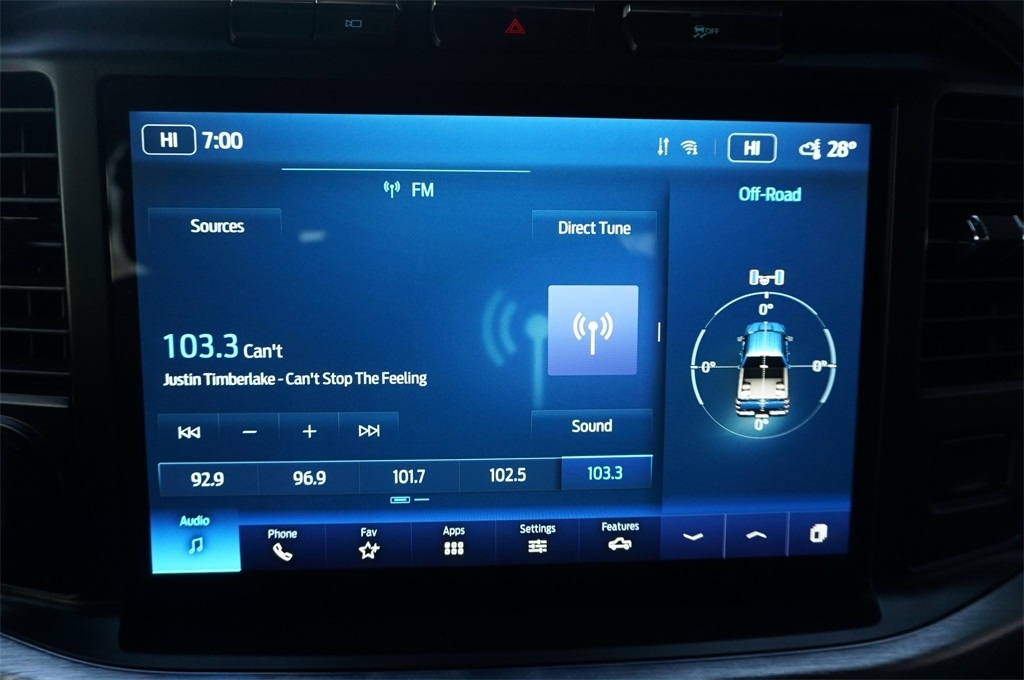 OFF
HI 7:00
HI 28°
FM
Off-Road
Sources
Direct Tune
0°
103.3 Can't
0° 0°
Justin Timberlake - Can't Stop The Feeling
0°
Sound
92.9 96.9 101.7 102.5 103.3
Audio Phone Fav Apps Settings Features